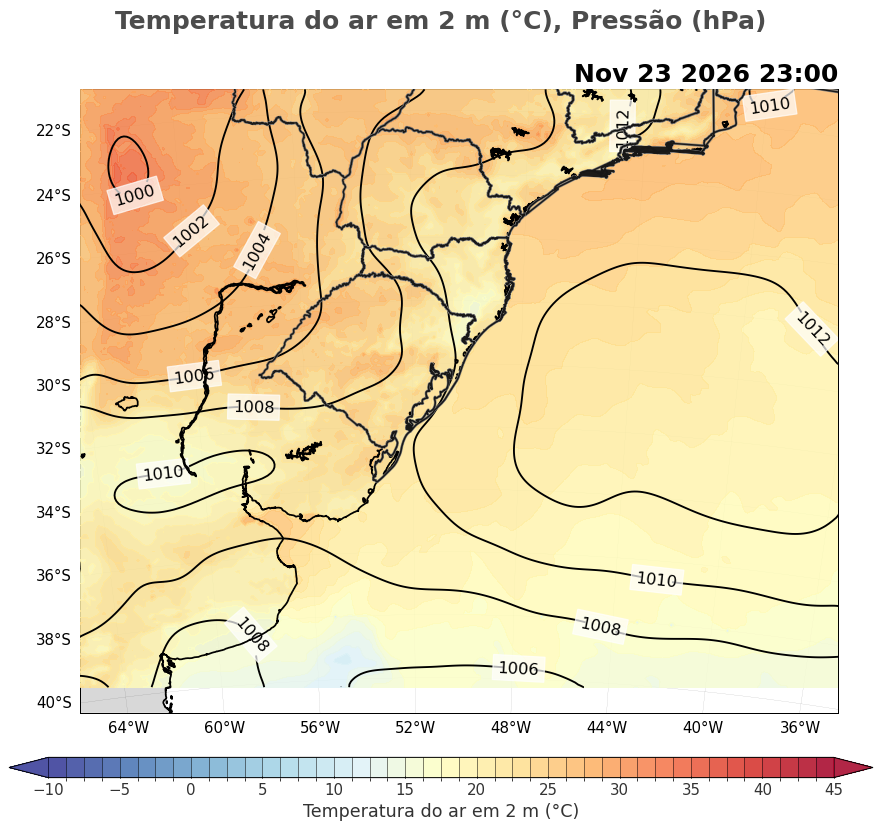 Temperatura do ar em 2 m (°C), Pressão (hPa)
Nov 23 2026 23:00
1010
1012
22°S
1000
24°S
1002
1004
26°S
28°S
1012
1006
30°S
1008
32°S
1010
34°S
36°S
1010
1008
1008
38°S
1006
40°S
64°W 60°W 56°W 52°W 48°W 44°W 40°W 36°W
−10 −5 0 5 10 15 20 25 30 35 40 45
Temperatura do ar em 2 m (°C)